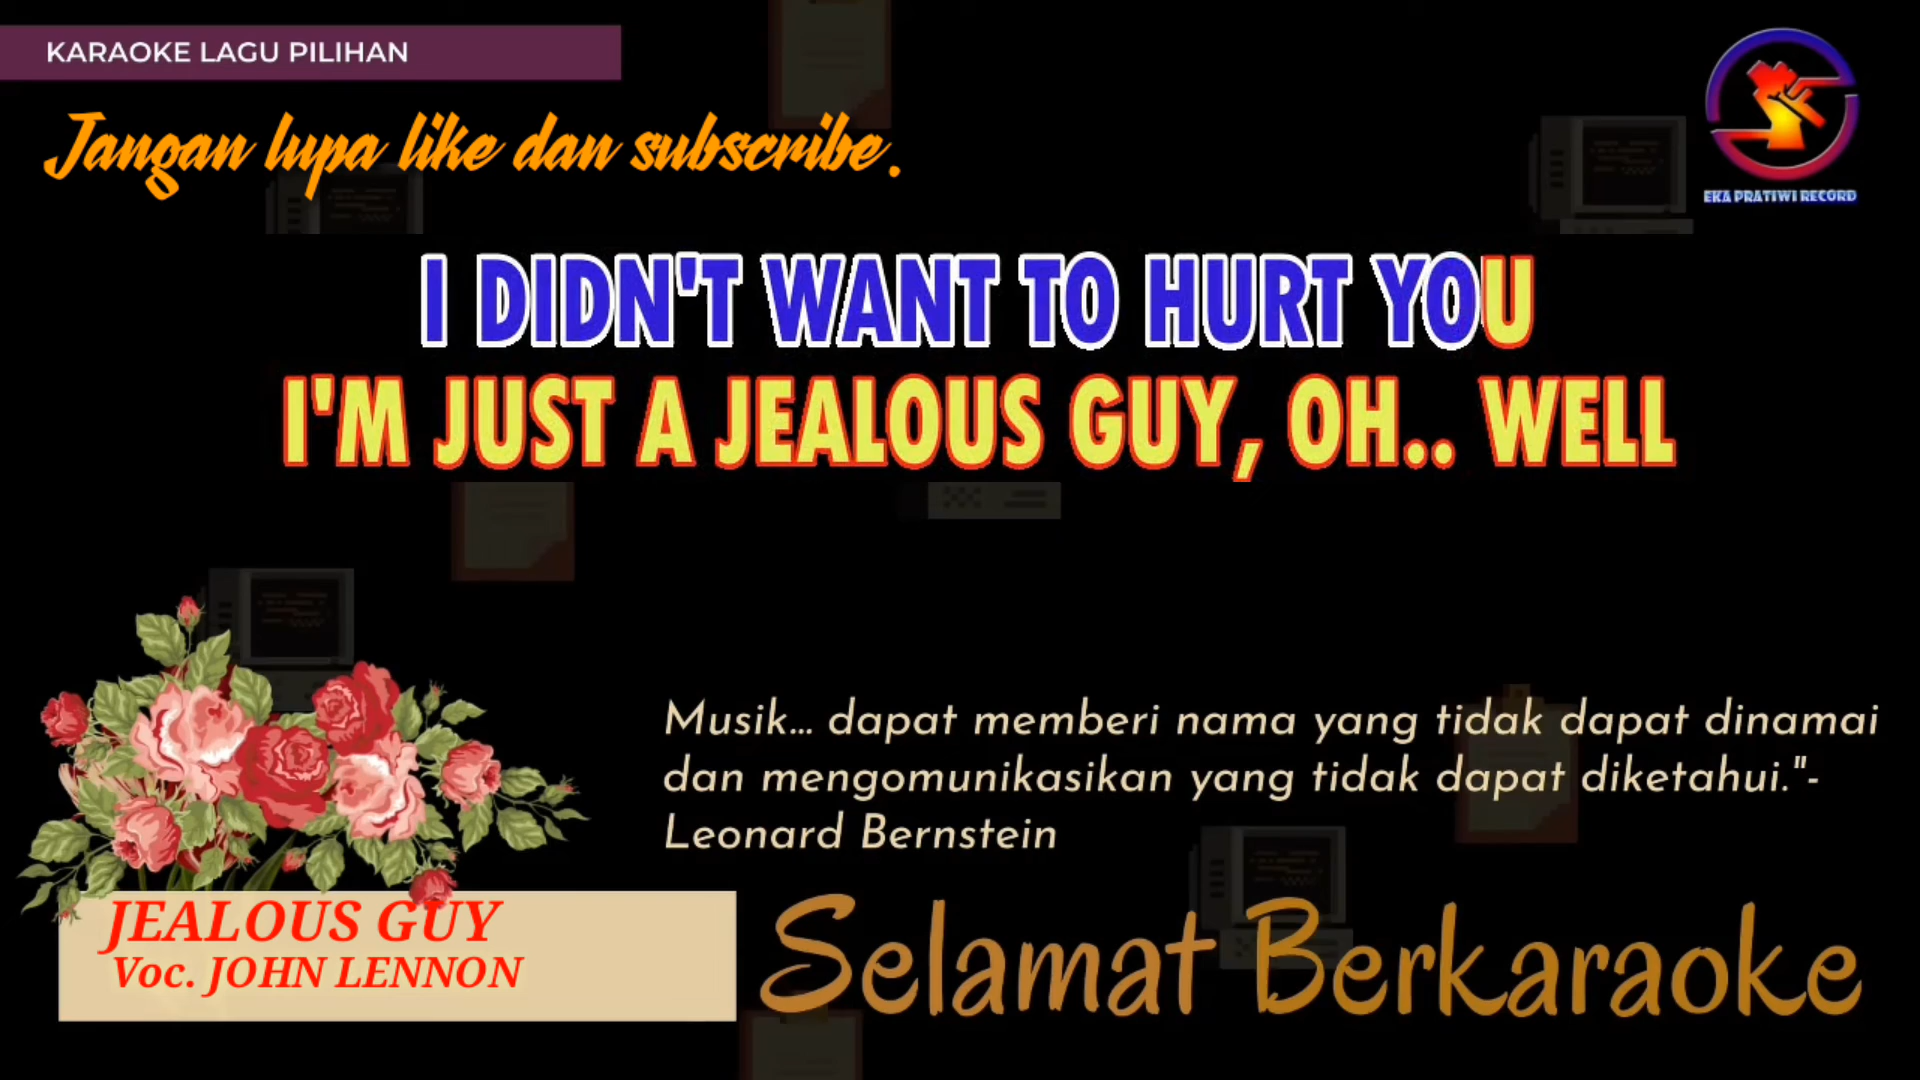 KARAOKE LAGU PILIHAN
Jangan lupa like dan subscribe.
EKA PRATIWI RECORD
I DIDN'T WANT TO HURT YOU
I'M JUST A JEALOUS GUY, OH.. WELL
Musik... dapat memberi nama yang tidak dapat dinamai
dan mengomunikasikan yang tidak dapat diketahui."-
Leonard Bernstein
JEALOUS GUY
Voc. JOHN LENNON
Selamat Berkaraoke